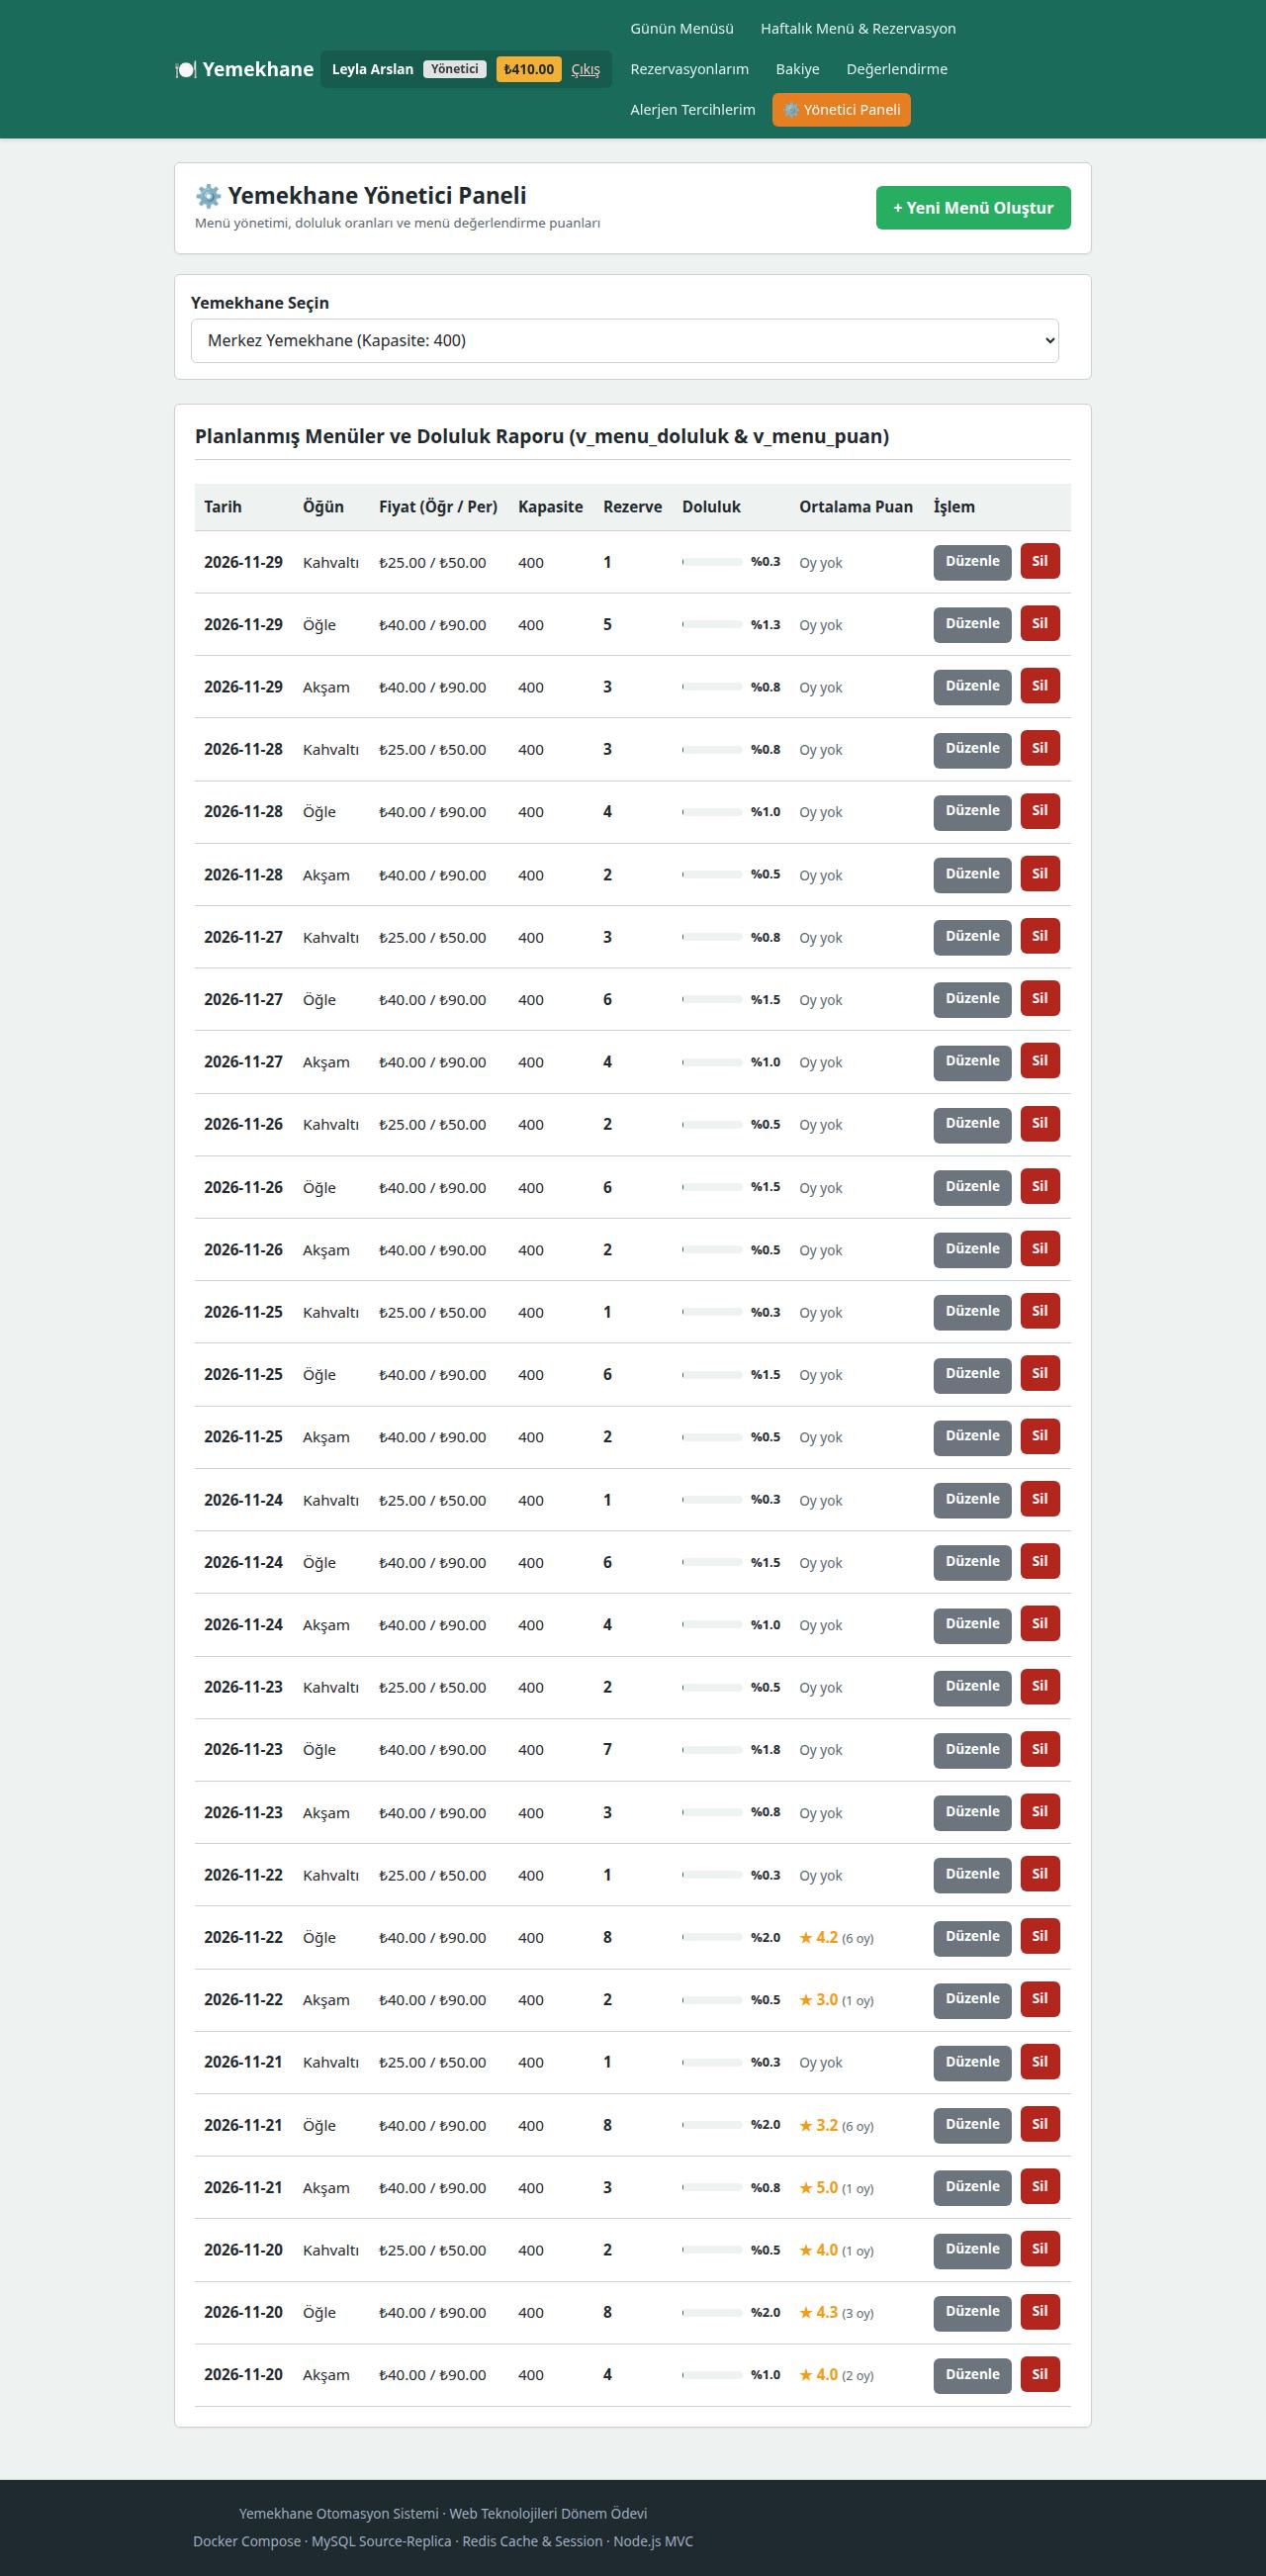 🍽️ Yemekhane
Leyla Arslan Yönetici ₺410.00 Çıkış
Günün Menüsü Haftalık Menü & Rezervasyon
Rezervasyonlarım Bakiye Değerlendirme
Alerjen Tercihlerim ⚙️ Yönetici Paneli
⚙️ Yemekhane Yönetici Paneli
Menü yönetimi, doluluk oranları ve menü değerlendirme puanları
+ Yeni Menü Oluştur
Yemekhane Seçin
Merkez Yemekhane (Kapasite: 400)
Planlanmış Menüler ve Doluluk Raporu (v_menu_doluluk & v_menu_puan)
Tarih Öğün Fiyat (Öğr / Per) Kapasite Rezerve Doluluk Ortalama Puan İşlem
2026-11-29 Kahvaltı ₺25.00 / ₺50.00 400 1 %0.3 Oy yok Düzenle Sil
2026-11-29 Öğle ₺40.00 / ₺90.00 400 5 %1.3 Oy yok Düzenle Sil
2026-11-29 Akşam ₺40.00 / ₺90.00 400 3 %0.8 Oy yok Düzenle Sil
2026-11-28 Kahvaltı ₺25.00 / ₺50.00 400 3 %0.8 Oy yok Düzenle Sil
2026-11-28 Öğle ₺40.00 / ₺90.00 400 4 %1.0 Oy yok Düzenle Sil
2026-11-28 Akşam ₺40.00 / ₺90.00 400 2 %0.5 Oy yok Düzenle Sil
2026-11-27 Kahvaltı ₺25.00 / ₺50.00 400 3 %0.8 Oy yok Düzenle Sil
2026-11-27 Öğle ₺40.00 / ₺90.00 400 6 %1.5 Oy yok Düzenle Sil
2026-11-27 Akşam ₺40.00 / ₺90.00 400 4 %1.0 Oy yok Düzenle Sil
2026-11-26 Kahvaltı ₺25.00 / ₺50.00 400 2 %0.5 Oy yok Düzenle Sil
2026-11-26 Öğle ₺40.00 / ₺90.00 400 6 %1.5 Oy yok Düzenle Sil
2026-11-26 Akşam ₺40.00 / ₺90.00 400 2 %0.5 Oy yok Düzenle Sil
2026-11-25 Kahvaltı ₺25.00 / ₺50.00 400 1 %0.3 Oy yok Düzenle Sil
2026-11-25 Öğle ₺40.00 / ₺90.00 400 6 %1.5 Oy yok Düzenle Sil
2026-11-25 Akşam ₺40.00 / ₺90.00 400 2 %0.5 Oy yok Düzenle Sil
2026-11-24 Kahvaltı ₺25.00 / ₺50.00 400 1 %0.3 Oy yok Düzenle Sil
2026-11-24 Öğle ₺40.00 / ₺90.00 400 6 %1.5 Oy yok Düzenle Sil
2026-11-24 Akşam ₺40.00 / ₺90.00 400 4 %1.0 Oy yok Düzenle Sil
2026-11-23 Kahvaltı ₺25.00 / ₺50.00 400 2 %0.5 Oy yok Düzenle Sil
2026-11-23 Öğle ₺40.00 / ₺90.00 400 7 %1.8 Oy yok Düzenle Sil
2026-11-23 Akşam ₺40.00 / ₺90.00 400 3 %0.8 Oy yok Düzenle Sil
2026-11-22 Kahvaltı ₺25.00 / ₺50.00 400 1 %0.3 Oy yok Düzenle Sil
2026-11-22 Öğle ₺40.00 / ₺90.00 400 8 %2.0 ★ 4.2 (6 oy) Düzenle Sil
2026-11-22 Akşam ₺40.00 / ₺90.00 400 2 %0.5 ★ 3.0 (1 oy) Düzenle Sil
2026-11-21 Kahvaltı ₺25.00 / ₺50.00 400 1 %0.3 Oy yok Düzenle Sil
2026-11-21 Öğle ₺40.00 / ₺90.00 400 8 %2.0 ★ 3.2 (6 oy) Düzenle Sil
2026-11-21 Akşam ₺40.00 / ₺90.00 400 3 %0.8 ★ 5.0 (1 oy) Düzenle Sil
2026-11-20 Kahvaltı ₺25.00 / ₺50.00 400 2 %0.5 ★ 4.0 (1 oy) Düzenle Sil
2026-11-20 Öğle ₺40.00 / ₺90.00 400 8 %2.0 ★ 4.3 (3 oy) Düzenle Sil
2026-11-20 Akşam ₺40.00 / ₺90.00 400 4 %1.0 ★ 4.0 (2 oy) Düzenle Sil
Yemekhane Otomasyon Sistemi · Web Teknolojileri Dönem Ödevi
Docker Compose · MySQL Source-Replica · Redis Cache & Session · Node.js MVC